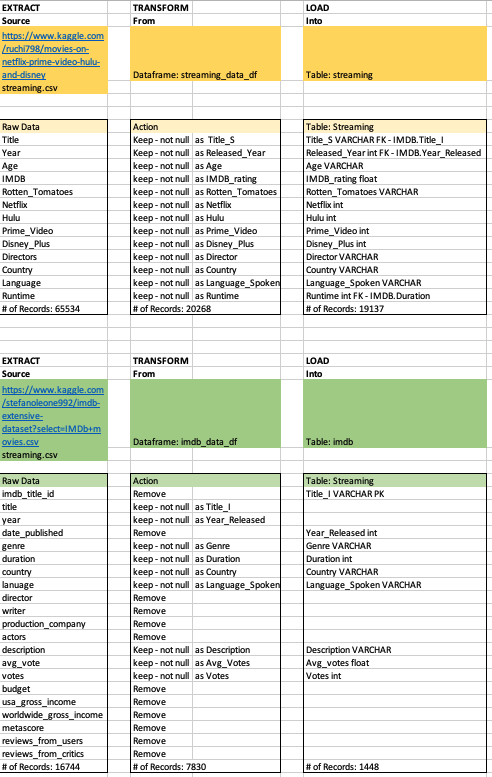 EXTRACT TRANSFORM LOAD
Source From Into
https://www.kaggle.com
/ruchi798/movies-on-
netflix-prime-video-hulu-
and-disney
streaming.csv Dataframe: streaming_data_df Table: streaming
Raw Data Action Table: Streaming
Title Keep - not null as Title_S Title_S VARCHAR FK - IMDB.Title_I
Year Keep - not null as Released_Year Released_Year int FK - IMDB.Year_Released
Age keep - not null as Age Age VARCHAR
IMDB keep - not null as IMDB_rating IMDB_rating float
Rotten_Tomatoes keep - not null as Rotten_Tomatoes Rotten_Tomatoes VARCHAR
Netflix keep - not null as Netflix Netflix int
Hulu keep - not null as Hulu Hulu int
Prime_Video keep - not null as Prime_Video Prime_Video int
Disney_Plus keep - not null as Disney_Plus Disney_Plus int
Directors keep - not null as Director Director VARCHAR
Country keep - not null as Country Country VARCHAR
Language keep - not null as Language_Spoken Language_Spoken VARCHAR
Runtime keep - not null as Runtime Runtime int FK - IMDB.Duration
# of Records: 65534 # of Records: 20268 # of Records: 19137
EXTRACT TRANSFORM LOAD
Source From Into
https://www.kaggle.com
/stefanoleone992/imdb-
extensive-
dataset?select=IMDb+m
ovies.csv
streaming.csv Dataframe: imdb_data_df Table: imdb
Raw Data Action Table: Streaming
imdb_title_id Remove Title_I VARCHAR PK
title keep - not null as Title_I
year keep - not null as Year_Released
date_published Remove Year_Released int
genre keep - not null as Genre Genre VARCHAR
duration keep - not null as Duration Duration int
country keep - not null as Country Country VARCHAR
lanuage keep - not null as Language_Spoken Language_Spoken VARCHAR
director Remove
writer Remove
production_company Remove
actors Remove
description Keep - not null as Description Description VARCHAR
avg_vote keep - not null as Avg_Votes Avg_votes float
votes keep - not null as Votes Votes int
budget Remove
usa_gross_income Remove
worldwide_gross_income Remove
metascore Remove
reviews_from_users Remove
reviews_from_critics Remove
# of Records: 16744 # of Records: 7830 # of Records: 1448